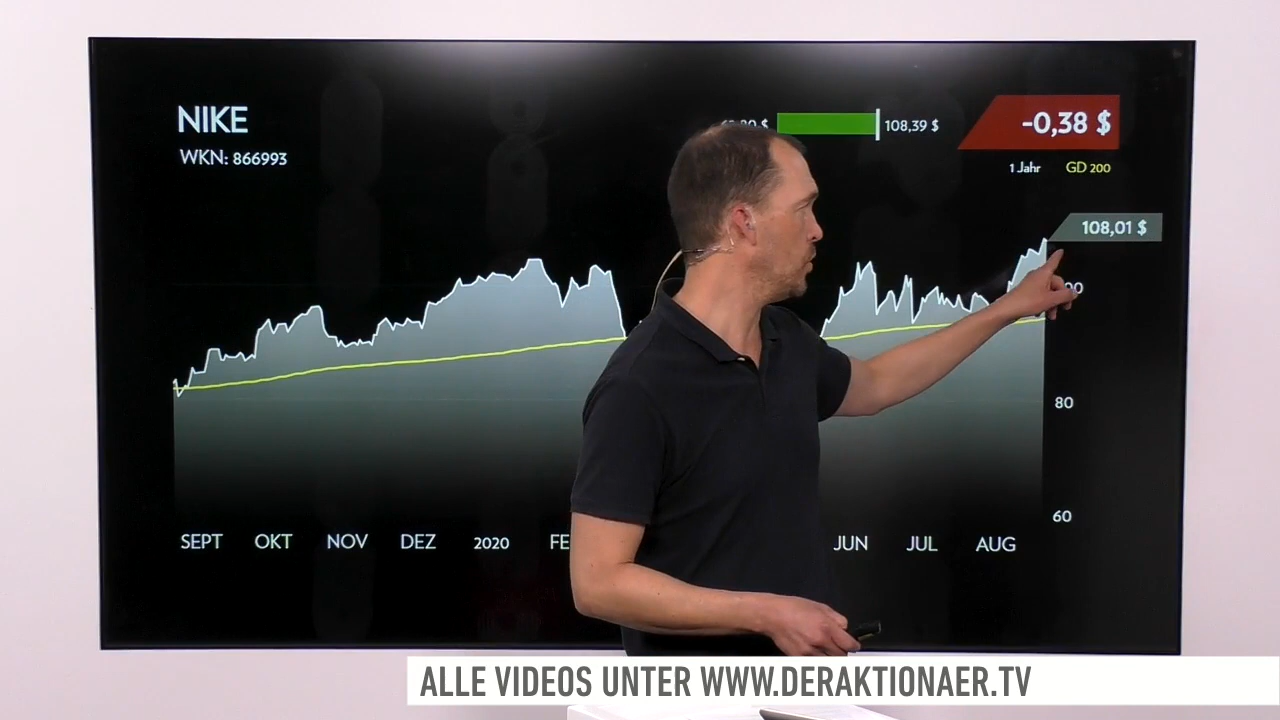 NIKE
WKN: 866993
108,39 $
-0,38 $
1 Jahr GD 200
108,01 $
80
60
SEPT OKT NOV DEZ 2020 FE JUN JUL AUG
ALLE VIDEOS UNTER WWW.DERAKTIONAER.TV